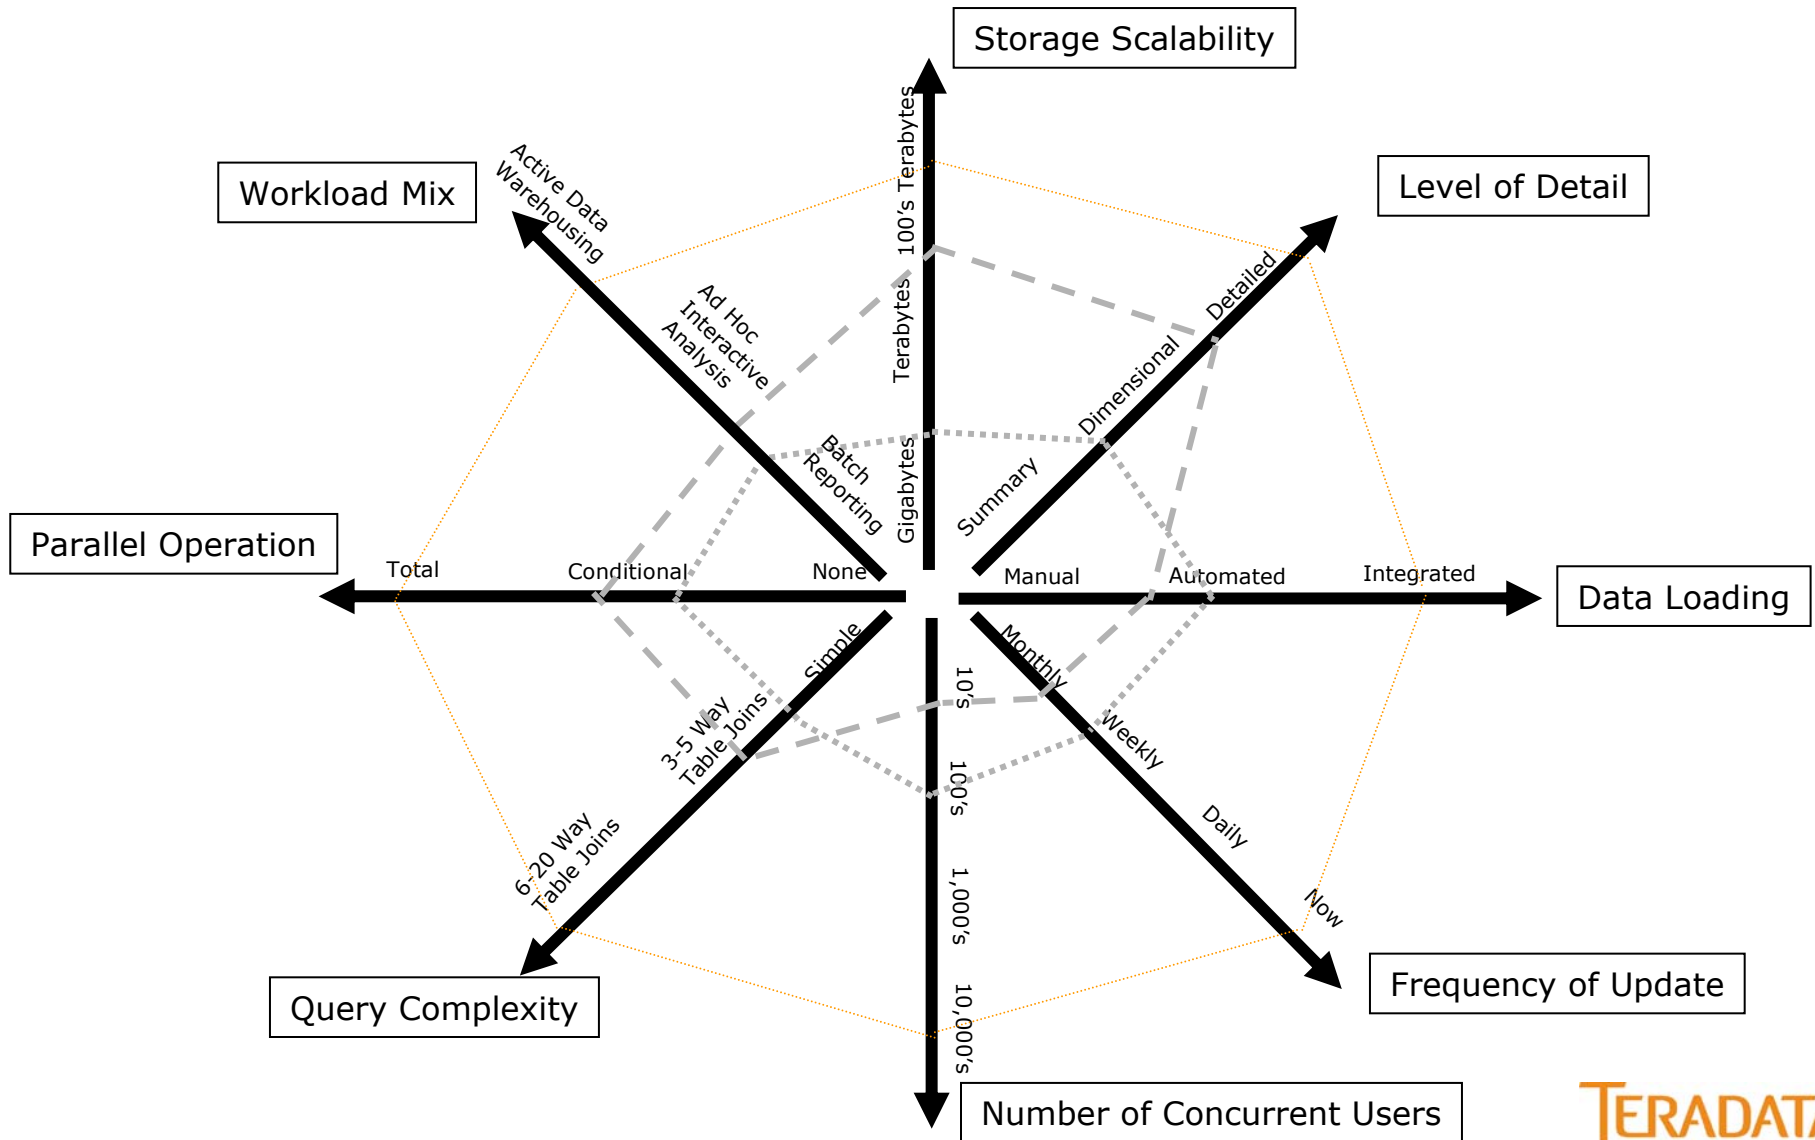 Storage Scalability
100's Terabytes
Terabytes
Gigabytes
Workload Mix
Active Data
Warehousing
Ad Hoc
Interactive
Analysis
Batch
Reporting
Level of Detail
Detailed
Dimensional
Summary
Parallel Operation
Total
Conditional
None
Manual
Automated
Integrated
Data Loading
Simple
3-5 Way
Table Joins
6-20 Way
Table Joins
Query Complexity
10's
100's
1,000's
10,000's
Number of Concurrent Users
Monthly
Weekly
Daily
Now
Frequency of Update
TERADATA